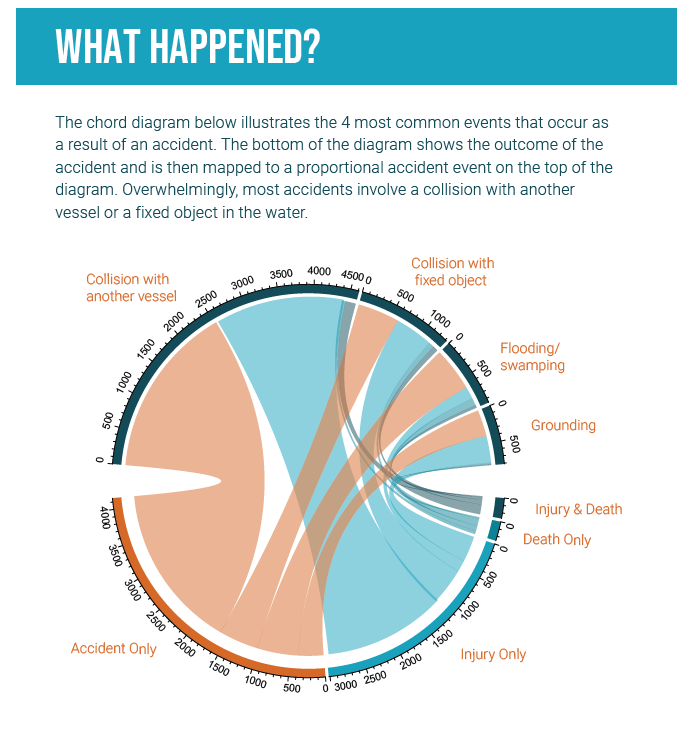 WHAT HAPPENED?
The chord diagram below illustrates the 4 most common events that occur as
a result of an accident. The bottom of the diagram shows the outcome of the
accident and is then mapped to a proportional accident event on the top of the
diagram. Overwhelmingly, most accidents involve a collision with another
vessel or a fixed object in the water.
Collision with
another vessel
0
500
1000
1500
2000
2500
3000
3500
4000
4500
Collision with
fixed object
0
500
1000
Flooding/
swamping
0
500
Grounding
0
500
Injury & Death
0
Death Only
0
Injury Only
0
500
1000
1500
2000
2500
3000
Accident Only
0
500
1000
1500
2000
2500
3000
3500
4000